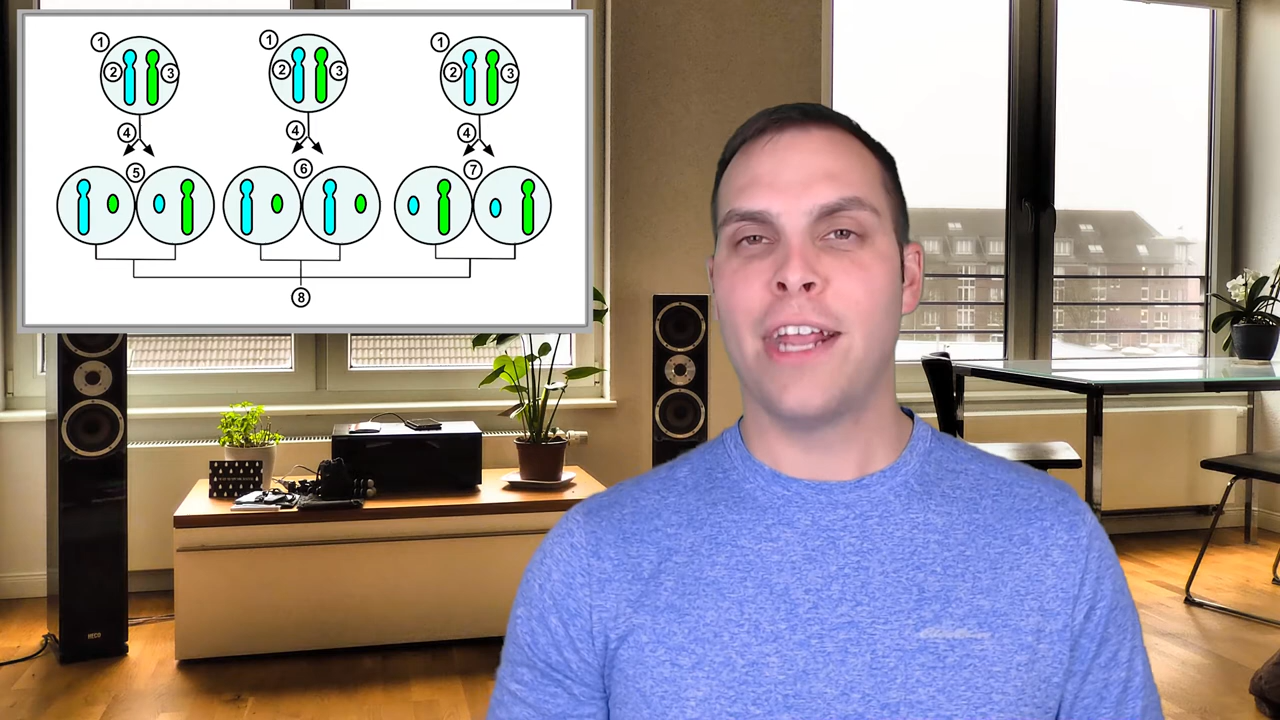 ① ① ①
② ③ ② ③ ② ③
④ ④ ④
⑤ ⑥ ⑦
⑧
HECO